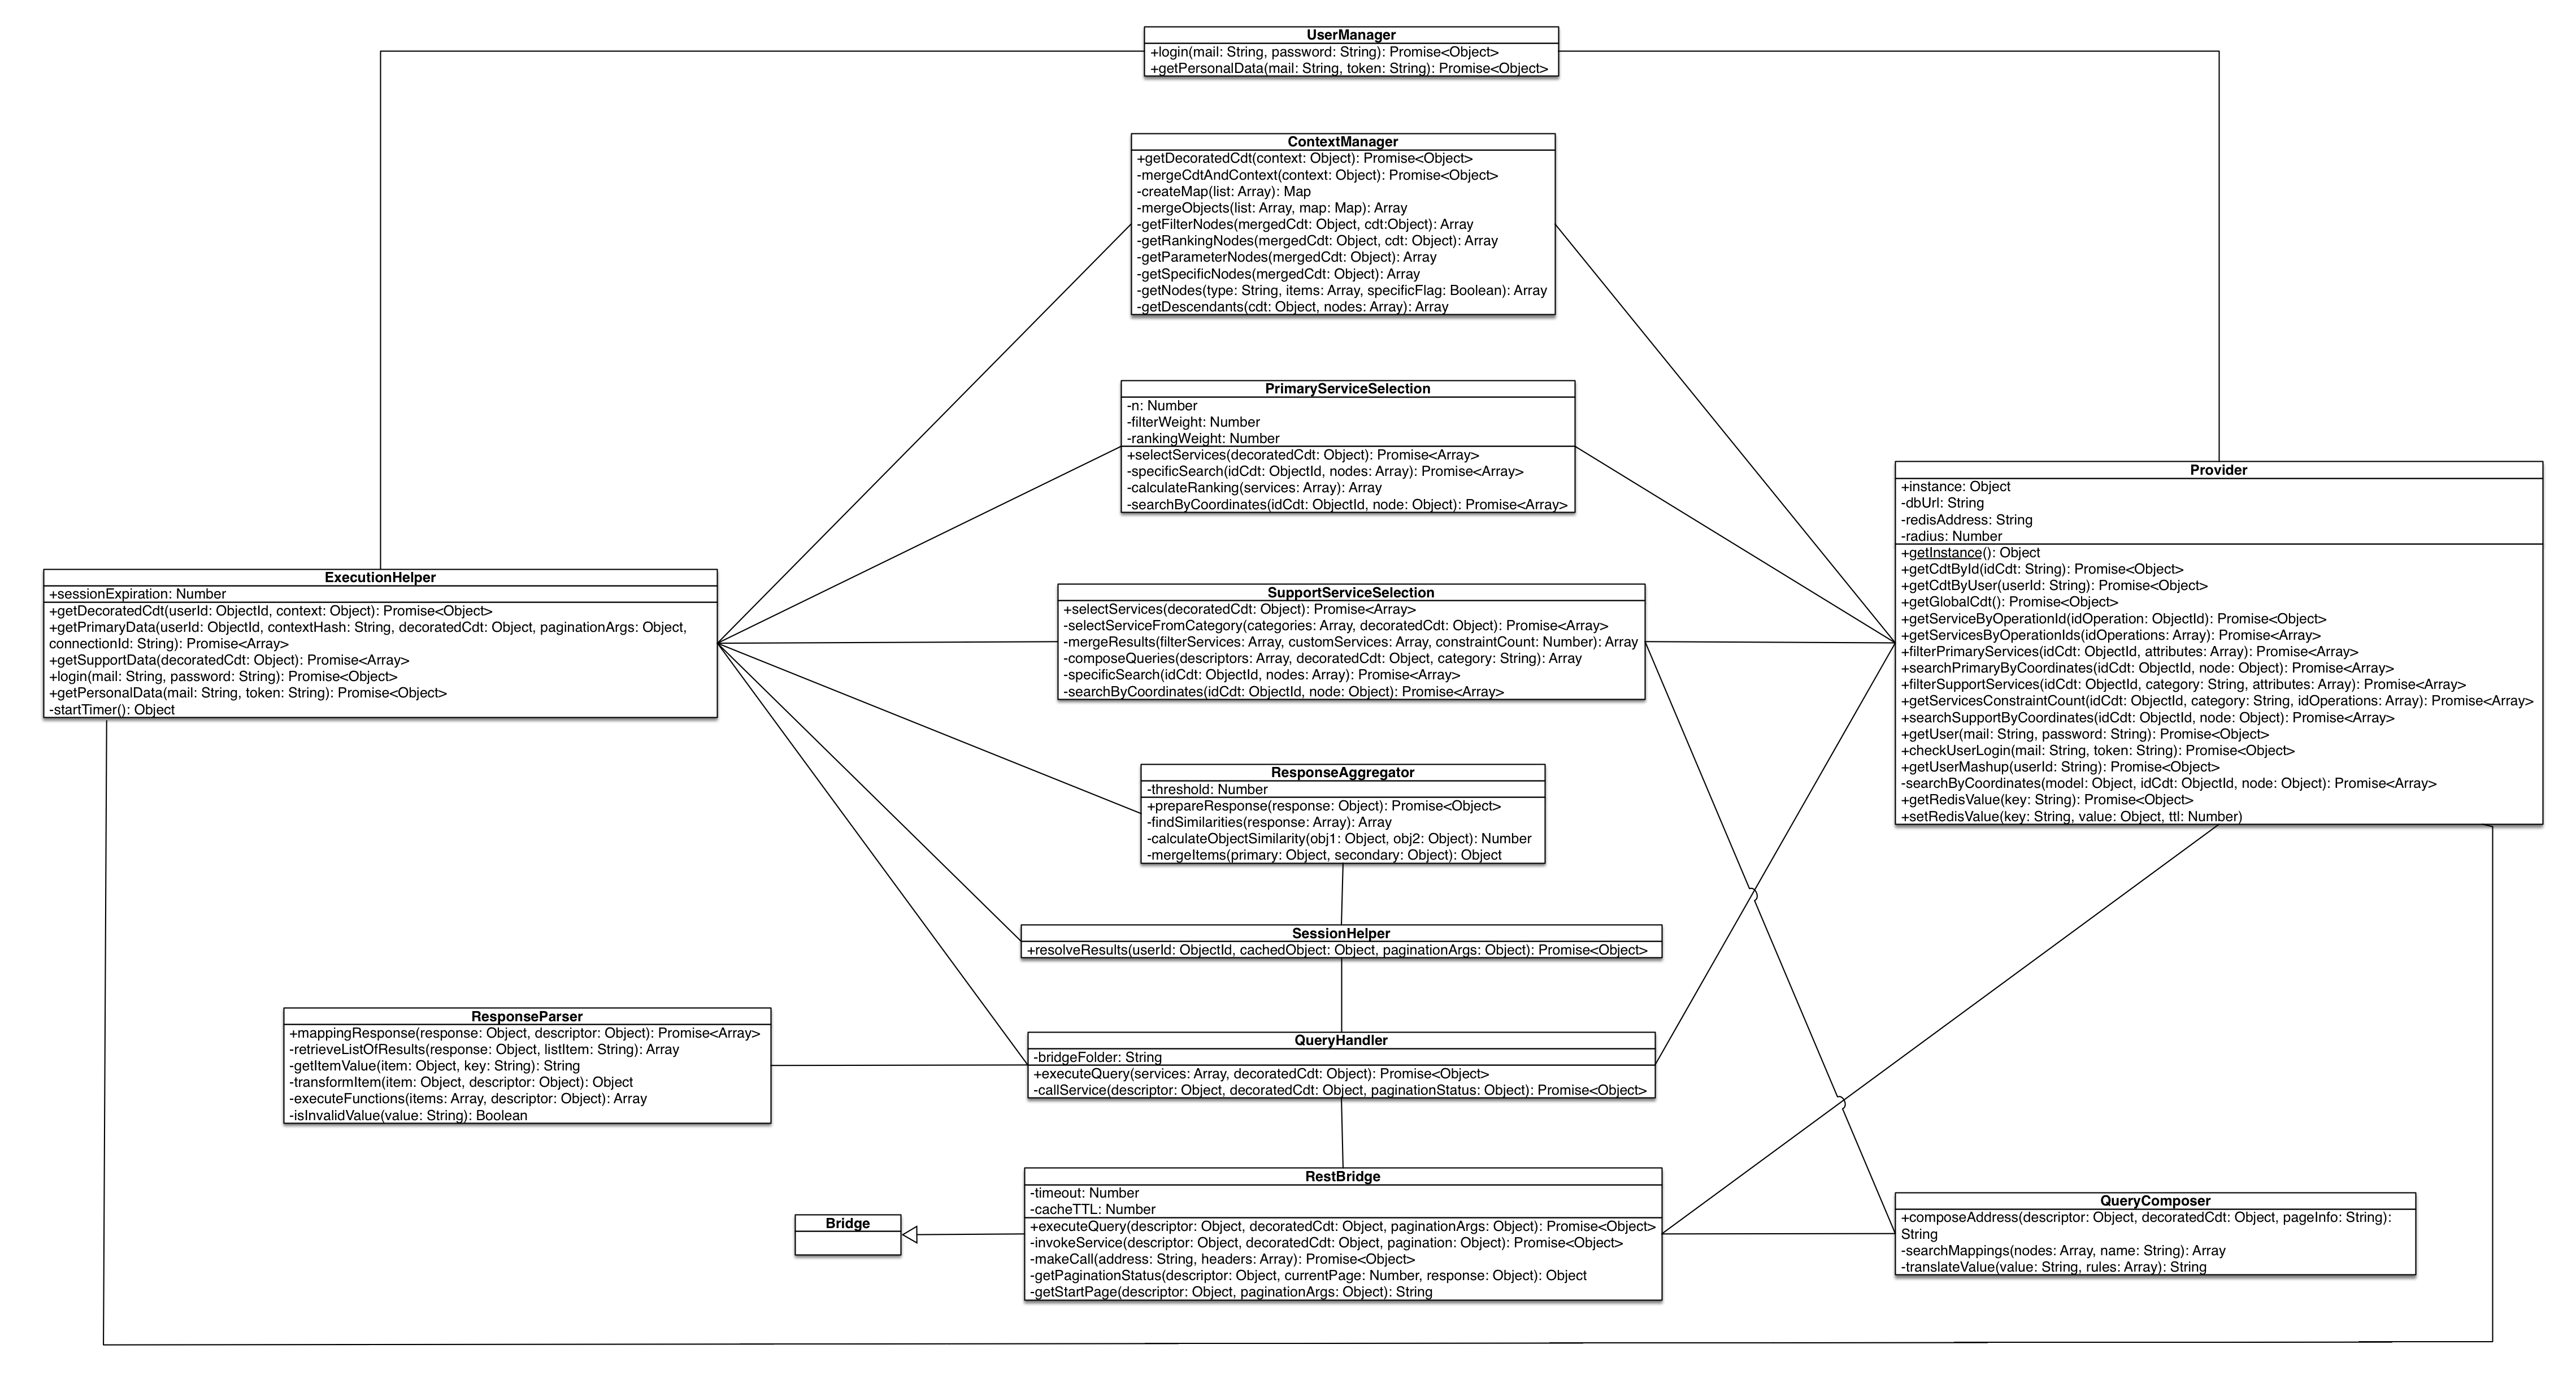 UserManager
+login(mail: String, password: String): Promise<Object>
+getPersonalData(mail: String, token: String): Promise<Object>
ContextManager
+getDecoratedCdt(context: Object): Promise<Object>
-mergeCdtAndContext(context: Object): Promise<Object>
-createMap(list: Array): Map
-mergeObjects(list: Array, map: Map): Array
-getFilterNodes(mergedCdt: Object, cdt:Object): Array
-getRankingNodes(mergedCdt: Object, cdt: Object): Array
-getParameterNodes(mergedCdt: Object): Array
-getSpecificNodes(mergedCdt: Object): Array
-getNodes(type: String, items: Array, specificFlag: Boolean): Array
-getDescendants(cdt: Object, nodes: Array): Array
PrimaryServiceSelection
-n: Number
-filterWeight: Number
-rankingWeight: Number
+selectServices(decoratedCdt: Object): Promise<Array>
-specificSearch(idCdt: ObjectId, nodes: Array): Promise<Array>
-calculateRanking(services: Array): Array
-searchByCoordinates(idCdt: ObjectId, node: Object): Promise<Array>
Provider
+instance: Object
-dbUrl: String
-redisAddress: String
-radius: Number
+getInstance(): Object
+getCdtById(idCdt: String): Promise<Object>
+getCdtByUser(userId: String): Promise<Object>
+getGlobalCdt(): Promise<Object>
+getServiceByOperationId(idOperation: ObjectId): Promise<Object>
+getServicesByOperationIds(idOperations: Array): Promise<Array>
+filterPrimaryServices(idCdt: ObjectId, attributes: Array): Promise<Array>
+searchPrimaryByCoordinates(idCdt: ObjectId, node: Object): Promise<Array>
+filterSupportServices(idCdt: ObjectId, category: String, attributes: Array): Promise<Array>
+getServicesConstraintCount(idCdt: ObjectId, category: String, idOperations: Array): Promise<Array>
+searchSupportByCoordinates(idCdt: ObjectId, node: Object): Promise<Array>
+getUser(mail: String, password: String): Promise<Object>
+checkUserLogin(mail: String, token: String): Promise<Object>
+getUserMashup(userId: String): Promise<Object>
-searchByCoordinates(model: Object, idCdt: ObjectId, node: Object): Promise<Array>
+getRedisValue(key: String): Promise<Object>
+setRedisValue(key: String, value: Object, ttl: Number)
ExecutionHelper
+sessionExpiration: Number
+getDecoratedCdt(userId: ObjectId, context: Object): Promise<Object>
+getPrimaryData(userId: ObjectId, contextHash: String, decoratedCdt: Object, paginationArgs: Object,
connectionId: String): Promise<Array>
+getSupportData(decoratedCdt: Object): Promise<Array>
+login(mail: String, password: String): Promise<Object>
+getPersonalData(mail: String, token: String): Promise<Object>
-startTimer(): Object
SupportServiceSelection
+selectServices(decoratedCdt: Object): Promise<Array>
-selectServiceFromCategory(categories: Array, decoratedCdt: Object): Promise<Array>
-mergeResults(filterServices: Array, customServices: Array, constraintCount: Number): Array
-composeQueries(descriptors: Array, decoratedCdt: Object, category: String): Array
-specificSearch(idCdt: ObjectId, nodes: Array): Promise<Array>
-searchByCoordinates(idCdt: ObjectId, node: Object): Promise<Array>
ResponseAggregator
-threshold: Number
+prepareResponse(response: Object): Promise<Object>
-findSimilarities(response: Array): Array
-calculateObjectSimilarity(obj1: Object, obj2: Object): Number
-mergeItems(primary: Object, secondary: Object): Object
SessionHelper
+resolveResults(userId: ObjectId, cachedObject: Object, paginationArgs: Object): Promise<Object>
ResponseParser
+mappingResponse(response: Object, descriptor: Object): Promise<Array>
-retrieveListOfResults(response: Object, listItem: String): Array
-getItemValue(item: Object, key: String): String
-transformItem(item: Object, descriptor: Object): Object
-executeFunctions(items: Array, descriptor: Object): Array
-isInvalidValue(value: String): Boolean
QueryHandler
-bridgeFolder: String
+executeQuery(services: Array, decoratedCdt: Object): Promise<Object>
-callService(descriptor: Object, decoratedCdt: Object, paginationStatus: Object): Promise<Object>
RestBridge
-timeout: Number
-cacheTTL: Number
+executeQuery(descriptor: Object, decoratedCdt: Object, paginationArgs: Object): Promise<Object>
-invokeService(descriptor: Object, decoratedCdt: Object, pagination: Object): Promise<Object>
-makeCall(address: String, headers: Array): Promise<Object>
-getPaginationStatus(descriptor: Object, currentPage: Number, response: Object): Object
-getStartPage(descriptor: Object, paginationArgs: Object): String
Bridge
QueryComposer
+composeAddress(descriptor: Object, decoratedCdt: Object, pageInfo: String):
String
-searchMappings(nodes: Array, name: String): Array
-translateValue(value: String, rules: Array): String